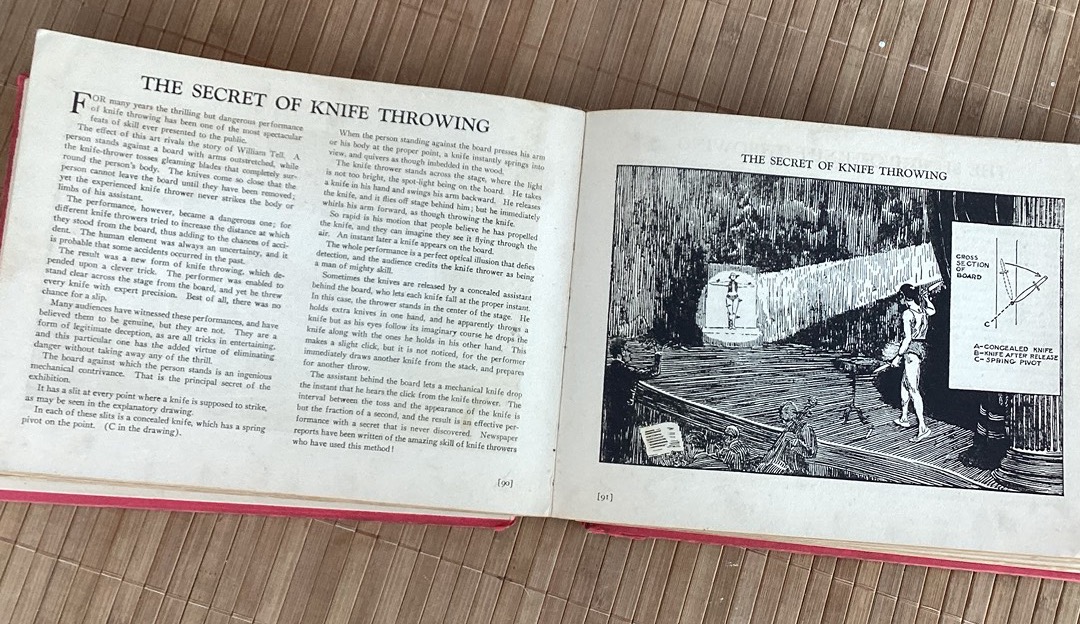 THE SECRET OF KNIFE THROWING
FOR many years the thrilling but dangerous performance
of knife throwing has been one of the most spectacular
feats of skill ever presented to the public.
The effect of this art rivals the story of William Tell. A
person stands against a board with arms outstretched, while
the knife-thrower tosses gleaming blades that completely sur-
round the person's body. The knives come so close that the
person cannot leave the board until they have been removed;
yet the experienced knife thrower never strikes the body or
limbs of his assistant.
The performance, however, became a dangerous one; for
different knife throwers tried to increase the distance at which
they stood from the board, thus adding to the chances of acci-
dent. The human element was always an uncertainty, and it
is probable that some accidents occurred in the past.
The result was a new form of knife throwing, which de-
pended upon a clever trick. The performer was enabled to
stand clear across the stage from the board, and yet he threw
every knife with expert precision. Best of all, there was no
chance for a slip.
Many audiences have witnessed these performances, and have
believed them to be genuine, but they are not. They are a
form of legitimate deception, as are all tricks in entertaining,
and this particular one has the added virtue of eliminating
danger without taking away any of the thrill.
The board against which the person stands is an ingenious
mechanical contrivance. That is the principal secret of the
exhibition.
It has a slit at every point where a knife is supposed to strike,
as may be seen in the explanatory drawing.
In each of these slits is a concealed knife, which has a spring
pivot on the point. (C in the drawing).
When the person standing against the board presses his arm
or his body at the proper point, a knife instantly springs into
view, and quivers as though imbedded in the wood.
The knife thrower stands across the stage, where the light
is not too bright, the spot-light being on the board. He takes
a knife in his hand and swings his arm backward. He releases
the knife, and it flies off stage behind him; but he immediately
whirls his arm forward, as though throwing the knife.
So rapid is his motion that people believe he has propelled
the knife, and they can imagine they see it flying through the
air. An instant later a knife appears on the board.
The whole performance is a perfect optical illusion that defies
detection, and the audience credits the knife thrower as being
a man of mighty skill.
Sometimes the knives are released by a concealed assistant
behind the board, who lets each knife fall at the proper instant.
In this case, the thrower stands in the center of the stage. He
holds extra knives in one hand, and he apparently throws a
knife but as his eyes follow its imaginary course he drops the
knife along with the ones he holds in his other hand. This
makes a slight click, but it is not noticed, for the performer
immediately draws another knife from the stack, and prepares
for another throw.
The assistant behind the board lets a mechanical knife drop
the instant that he hears the click from the knife thrower. The
interval between the toss and the appearance of the knife is
but the fraction of a second, and the result is an effective per-
formance with a secret that is never discovered. Newspaper
reports have been written of the amazing skill of knife throwers
who have used this method!
[90]
THE SECRET OF KNIFE THROWING
CROSS
SECTION
OF
BOARD
C
A-CONCEALED KNIFE
B-KNIFE AFTER RELEASE
C-SPRING PIVOT
[91]